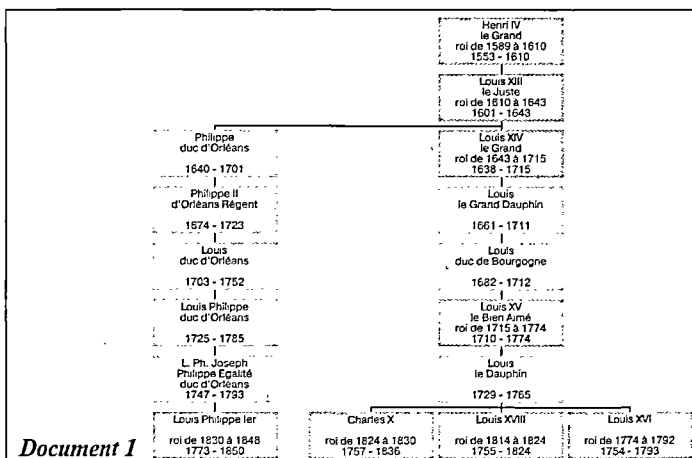 Henri IV
le Grand
roi de 1589 à 1610
1553 - 1610
Louis XIII
le Juste
roi de 1610 à 1643
1601 - 1643
Philippe
duc d'Orléans
1640 - 1701
Louis XIV
le Grand
roi de 1643 à 1715
1638 - 1715
Philippe II
d'Orléans Régent
1674 - 1723
Louis
le Grand Dauphin
1661 - 1711
Louis
duc d'Orléans
1703 - 1752
Louis
duc de Bourgogne
1682 - 1712
Louis Philippe
duc d'Orléans
1725 - 1785
Louis XV
le Bien Aimé
roi de 1715 à 1774
1710 - 1774
L. Ph. Joseph
Philippe Egalité
duc d'Orléans
1747 - 1793
Louis
le Dauphin
1729 - 1765
Louis Philippe Ier
roi de 1830 à 1848
1773 - 1850
Charles X
roi de 1824 à 1830
1757 - 1836
Louis XVIII
roi de 1814 à 1824
1755 - 1824
Louis XVI
roi de 1774 à 1792
1754 - 1793
Document 1